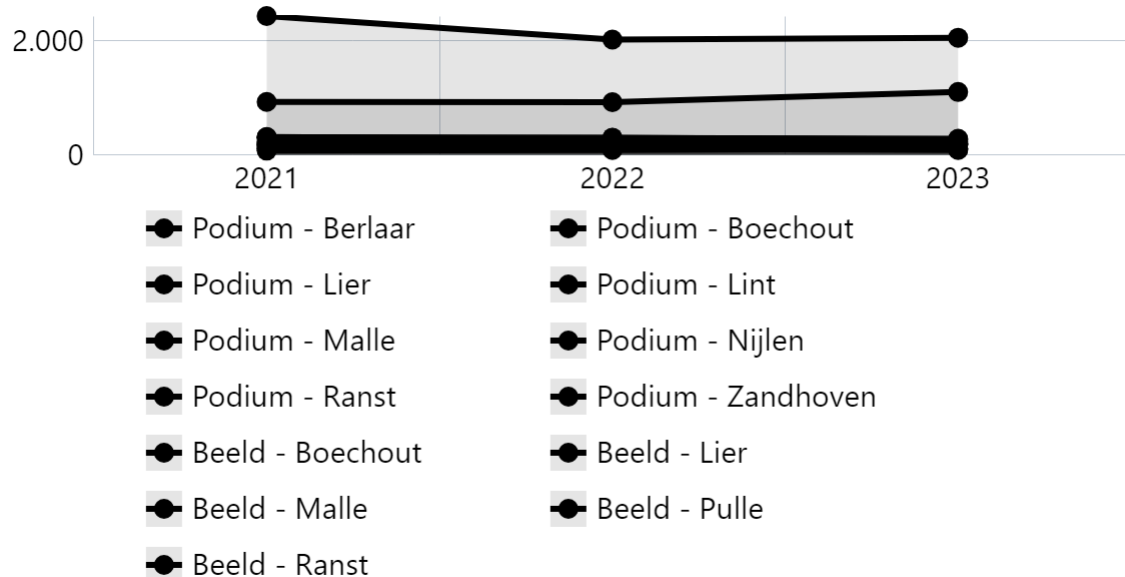 2.000
0
2021 2022 2023
Podium - Berlaar Podium - Boechout
Podium - Lier Podium - Lint
Podium - Malle Podium - Nijlen
Podium - Ranst Podium - Zandhoven
Beeld - Boechout Beeld - Lier
Beeld - Malle Beeld - Pulle
Beeld - Ranst